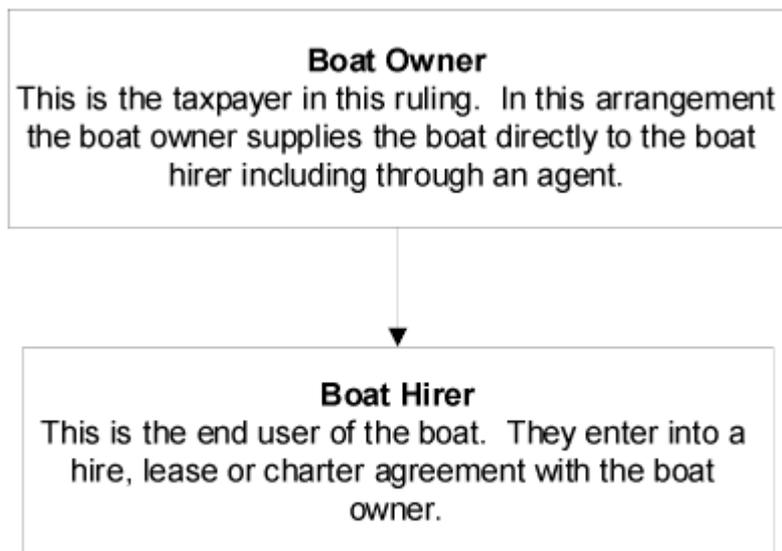 Boat Owner
This is the taxpayer in this ruling.  In this arrangement
the boat owner supplies the boat directly to the boat
hirer including through an agent.
Boat Hirer
This is the end user of the boat.  They enter into a
hire, lease or charter agreement with the boat
owner.